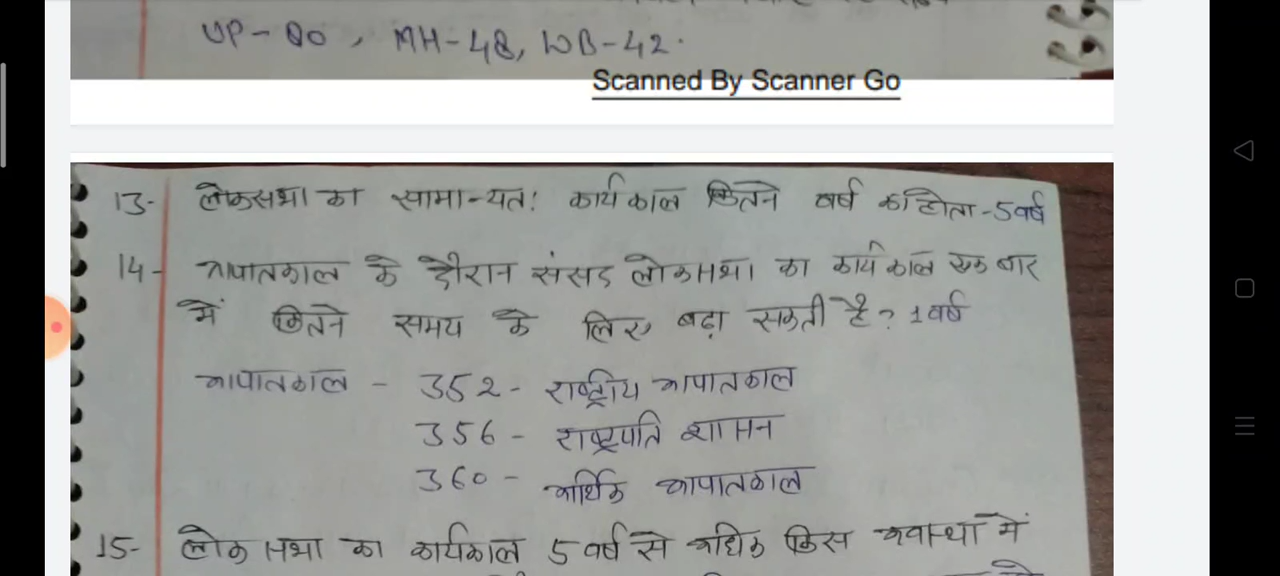 UP-80, MH-48, WB-42.
Scanned By Scanner Go
13- लोकसभा का सामान्यतः कार्यकाल कितने वर्ष का होता - 5 वर्ष
14- आपातकाल के दौरान संसद लोकसभा का कार्यकाल एक बार
में कितने समय के लिए बढ़ा सकती है? 1 वर्ष
आपातकाल - 352 - राष्ट्रीय आपातकाल
356 - राष्ट्रपति शासन
360 - आर्थिक आपातकाल
15- लोकसभा का कार्यकाल 5 वर्ष से अधिक किस अवस्था में